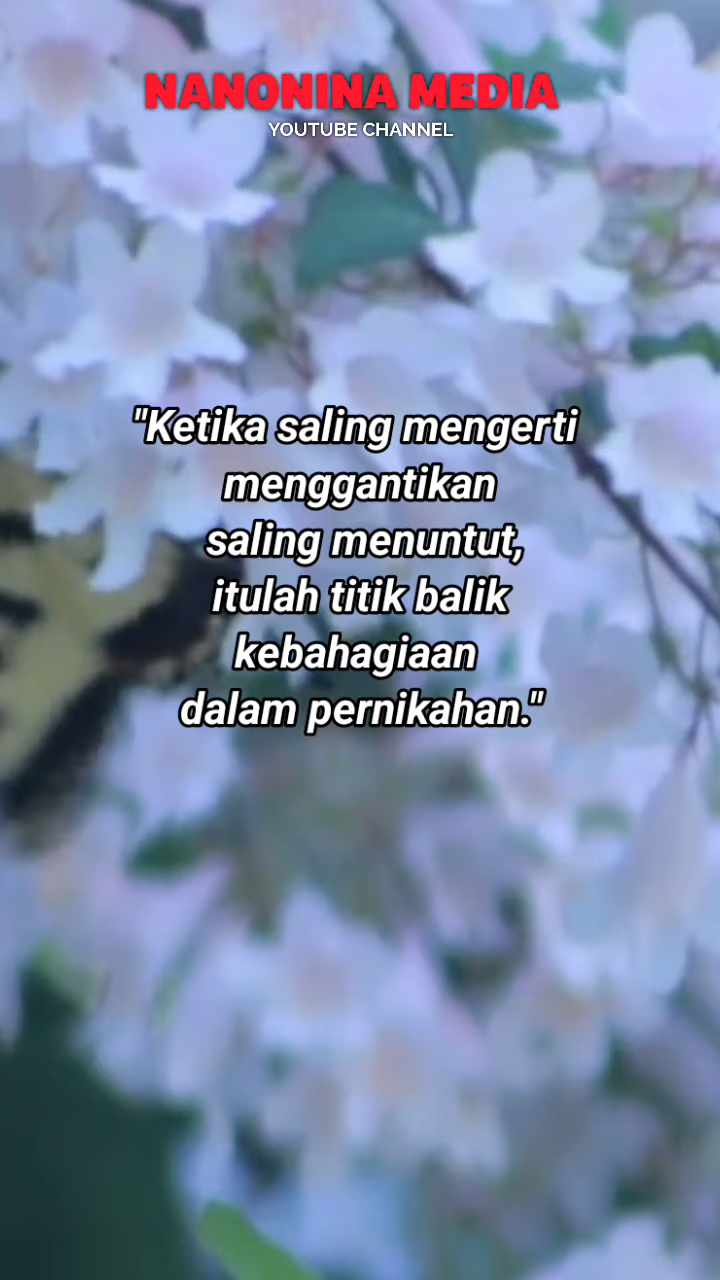 NANONINA MEDIA
YOUTUBE CHANNEL
"Ketika saling mengerti
menggantikan
saling menuntut,
itulah titik balik
kebahagiaan
dalam pernikahan."